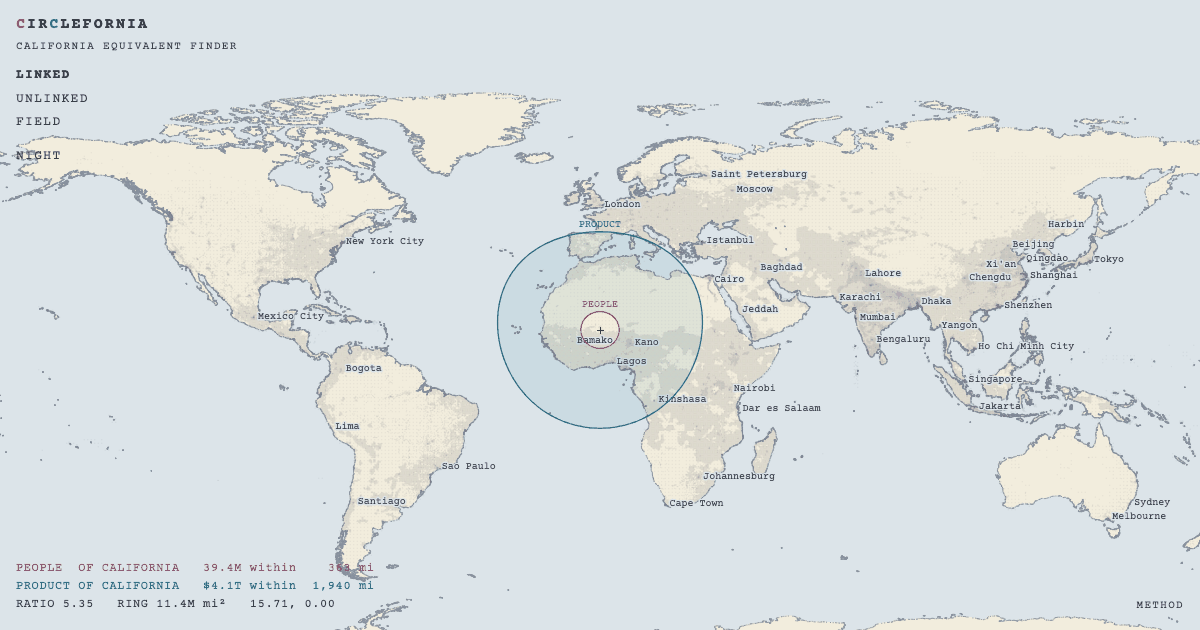 CIRCLEFORNIA
CALIFORNIA EQUIVALENT FINDER
LINKED
UNLINKED
FIELD
NIGHT
Saint Petersburg
Moscow
London
PRODUCT
Harbin
New York City
Istanbul
Beijing
Qingdao
Tokyo
Xi'an
Baghdad
Lahore
Chengdu
Shanghai
Cairo
Karachi
Dhaka
Shenzhen
PEOPLE
Jeddah
Mexico City
Mumbai
Yangon
Bamako
Kano
Bengaluru
Ho Chi Minh City
Lagos
Bogota
Singapore
Nairobi
Kinshasa
Dar es Salaam
Jakarta
Lima
Sao Paulo
Johannesburg
Santiago
Cape Town
Sydney
Melbourne
PEOPLE OF CALIFORNIA 39.4M within mi
PRODUCT OF CALIFORNIA $4.1T within 1,940 mi
RATIO 5.35 RING 11.4M mi² 15.71, 0.00
METHOD